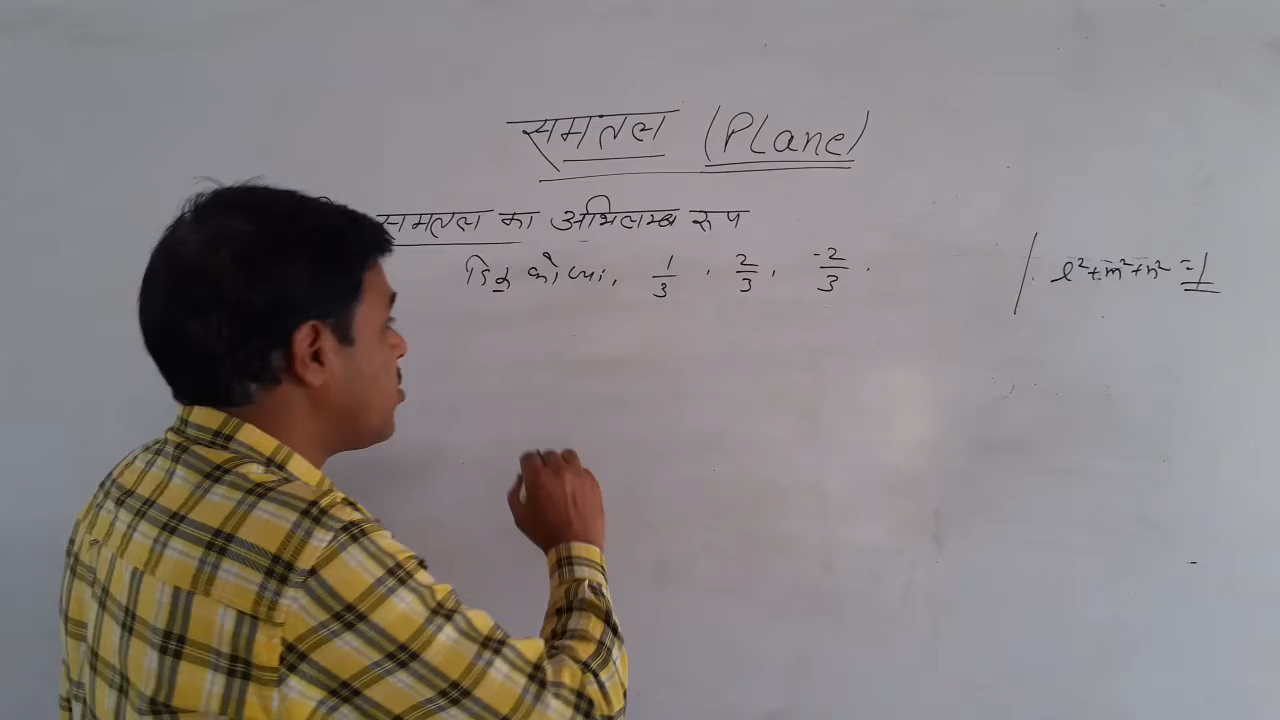 समतल (Plane)
समतल का अभिलम्ब रूप
दिक् को ज्या, 1/3, 2/3, -2/3.
l²+m²+n² = 1